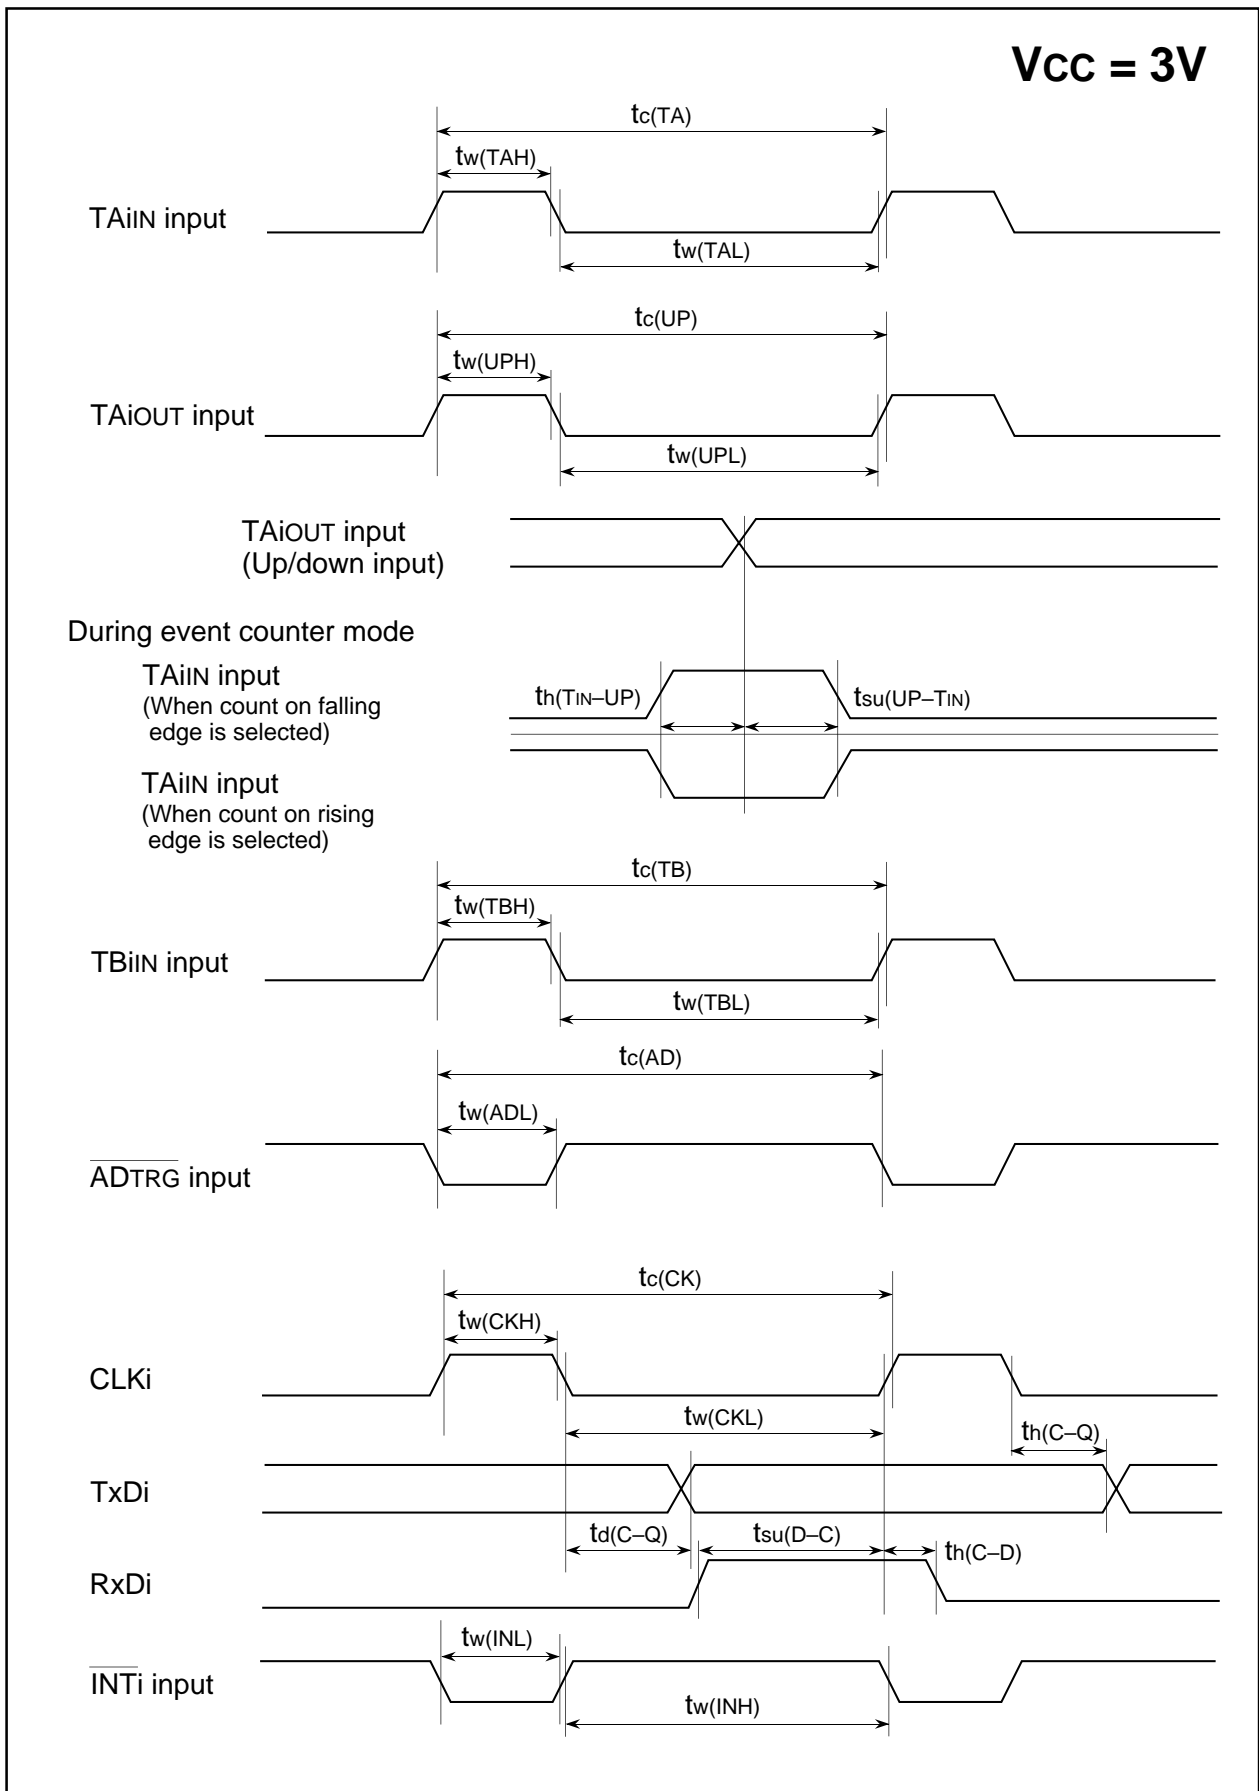 VCC = 3V
tc(TA)
tw(TAH)
TAiIN input
tw(TAL)
tc(UP)
tw(UPH)
TAiOUT input
tw(UPL)
TAiOUT input
(Up/down input)
During event counter mode
TAiIN input
(When count on falling
edge is selected)
th(TIN–UP)
tsu(UP–TIN)
TAiIN input
(When count on rising
edge is selected)
tc(TB)
tw(TBH)
TBiIN input
tw(TBL)
tc(AD)
tw(ADL)
ADTRG input
tc(CK)
tw(CKH)
CLKi
tw(CKL)
th(C–Q)
TxDi
td(C–Q)
tsu(D–C)
th(C–D)
RxDi
tw(INL)
INTi input
tw(INH)